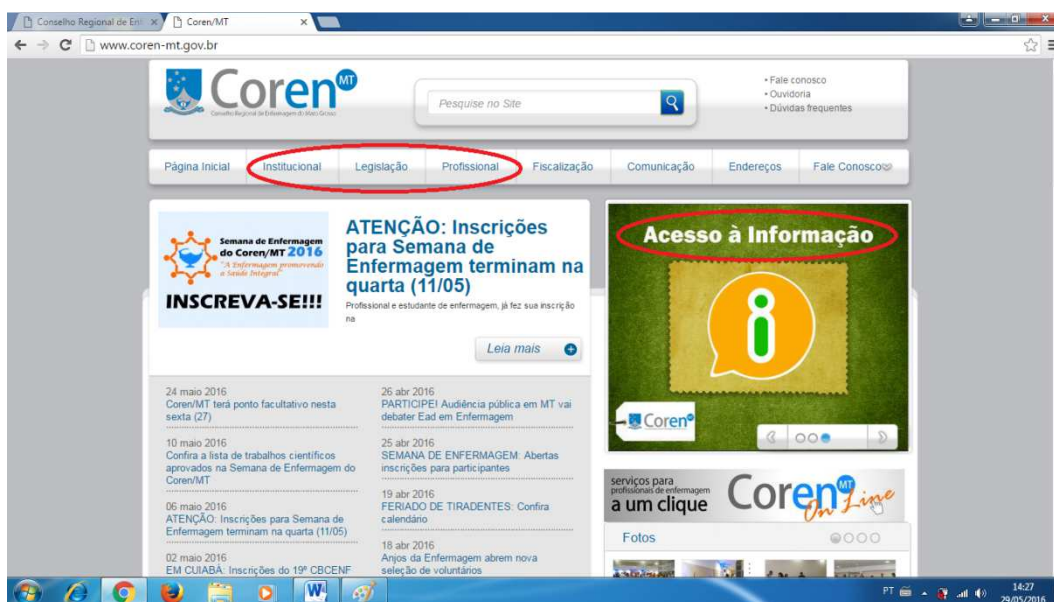 Conselho Regional de Enf
Coren/MT
www.coren-mt.gov.br
Coren MT
Conselho Regional de Enfermagem do Mato Grosso
Pesquise no Site
• Fale conosco
• Ouvidoria
• Dúvidas frequentes
Página Inicial
Institucional
Legislação
Profissional
Fiscalização
Comunicação
Endereços
Fale Conosco
Semana de Enfermagem
do Coren/MT 2016
"A Enfermagem promovendo
a Saúde Integral"
INSCREVA-SE!!!
ATENÇÃO: Inscrições
para Semana de
Enfermagem terminam na
quarta (11/05)
Profissional e estudante de enfermagem, já fez sua inscrição
na
Leia mais
24 maio 2016
Coren/MT terá ponto facultativo nesta
sexta (27)
10 maio 2016
Confira a lista de trabalhos científicos
aprovados na Semana de Enfermagem do
Coren/MT
06 maio 2016
ATENÇÃO: Inscrições para Semana de
Enfermagem terminam na quarta (11/05)
02 maio 2016
EM CUIABÁ: Inscrições do 19º CBCENF
26 abr 2016
PARTICIPE! Audiência pública em MT vai
debater Ead em Enfermagem
25 abr 2016
SEMANA DE ENFERMAGEM: Abertas
inscrições para participantes
19 abr 2016
FERIADO DE TIRADENTES: Confira
calendário
18 abr 2016
Anjos da Enfermagem abrem nova
seleção de voluntários
Acesso à Informação
i
Coren
serviços para
profissionais de enfermagem
a um clique
Coren MT
On Line
Fotos
PT
14:27
29/05/2016